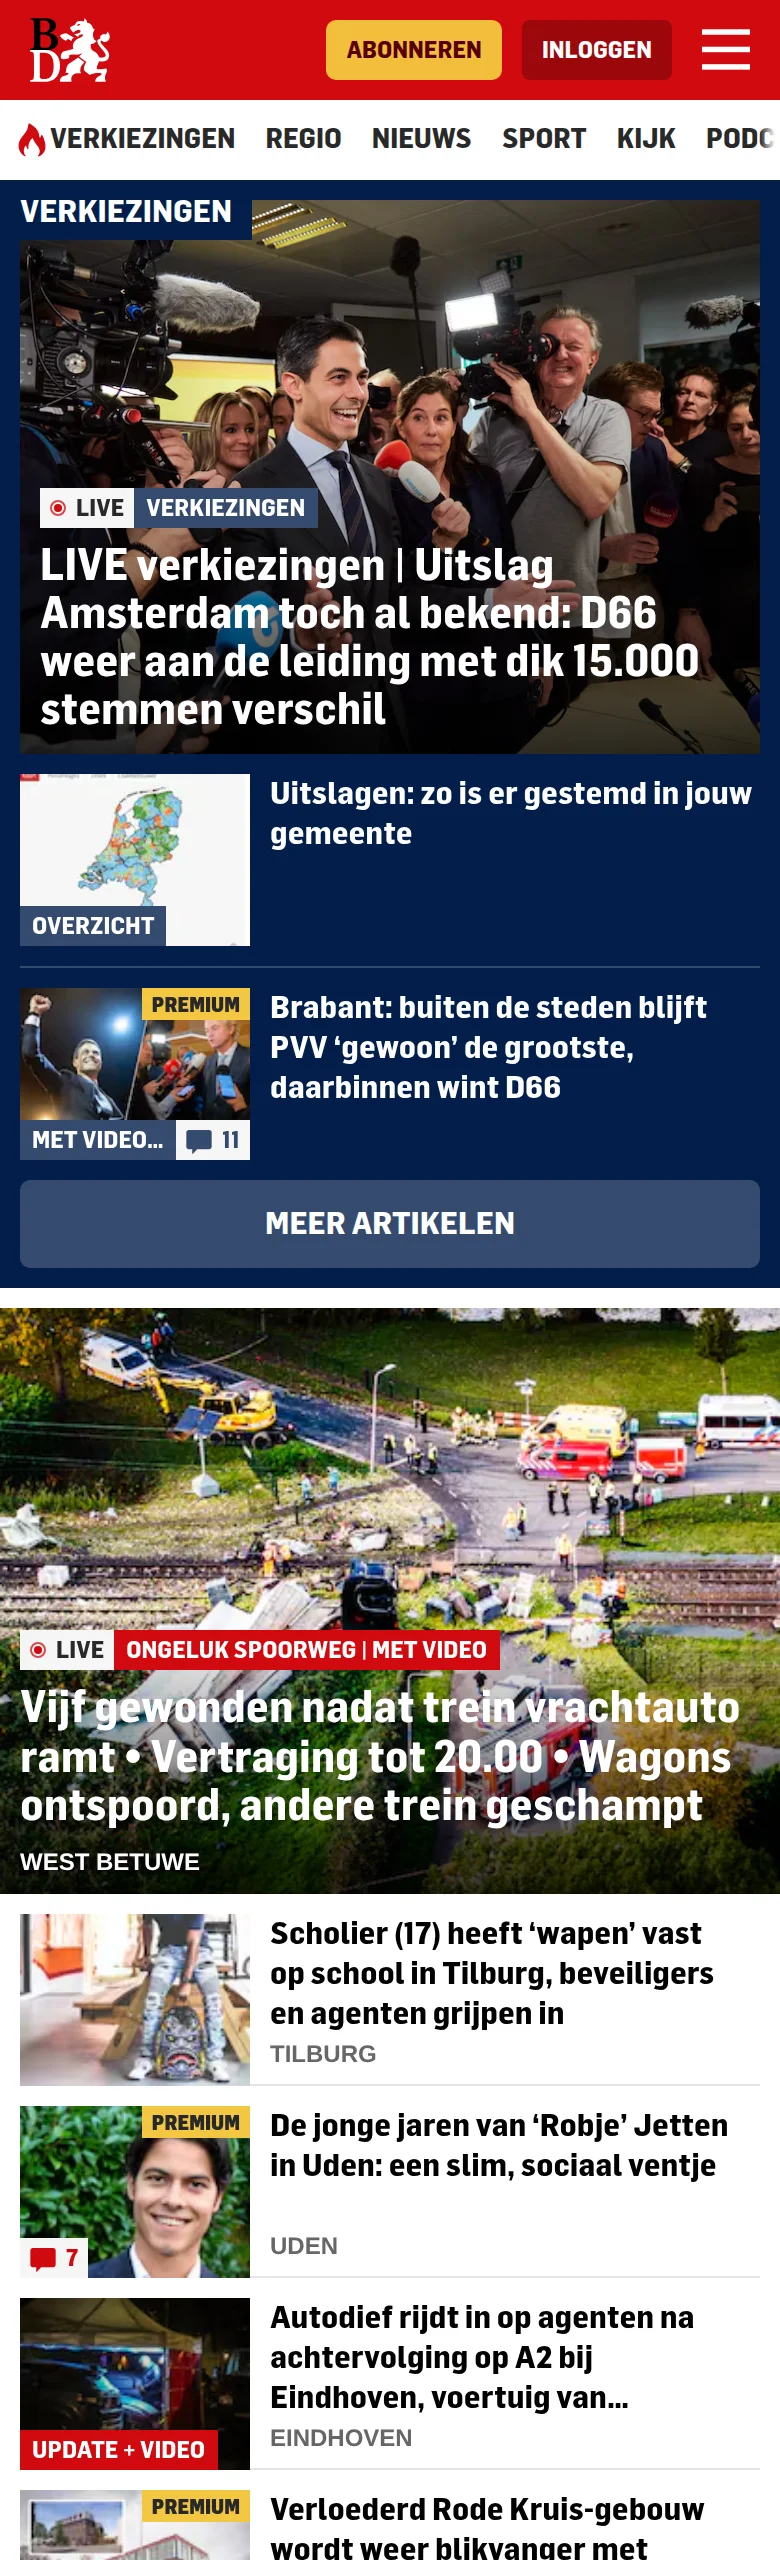 BD
ABONNEREN
INLOGGEN
VERKIEZINGEN REGIO NIEUWS SPORT KIJK PODC
VERKIEZINGEN
LIVE VERKIEZINGEN
LIVE verkiezingen | Uitslag
Amsterdam toch al bekend: D66
weer aan de leiding met dik 15.000
stemmen verschil
Uitslagen: zo is er gestemd in jouw
gemeente
OVERZICHT
PREMIUM
Brabant: buiten de steden blijft
PVV ‘gewoon’ de grootste,
daarbinnen wint D66
MET VIDEO... 11
MEER ARTIKELEN
LIVE ONGELUK SPOORWEG | MET VIDEO
Vijf gewonden nadat trein vrachtauto
ramt • Vertraging tot 20.00 • Wagons
ontspoord, andere trein geschampt
WEST BETUWE
Scholier (17) heeft ‘wapen’ vast
op school in Tilburg, beveiligers
en agenten grijpen in
TILBURG
PREMIUM
De jonge jaren van ‘Robje’ Jetten
in Uden: een slim, sociaal ventje
7
UDEN
Autodief rijdt in op agenten na
achtervolging op A2 bij
Eindhoven, voertuig van...
EINDHOVEN
UPDATE + VIDEO
PREMIUM
Verloederd Rode Kruis-gebouw
wordt weer blikvanger met